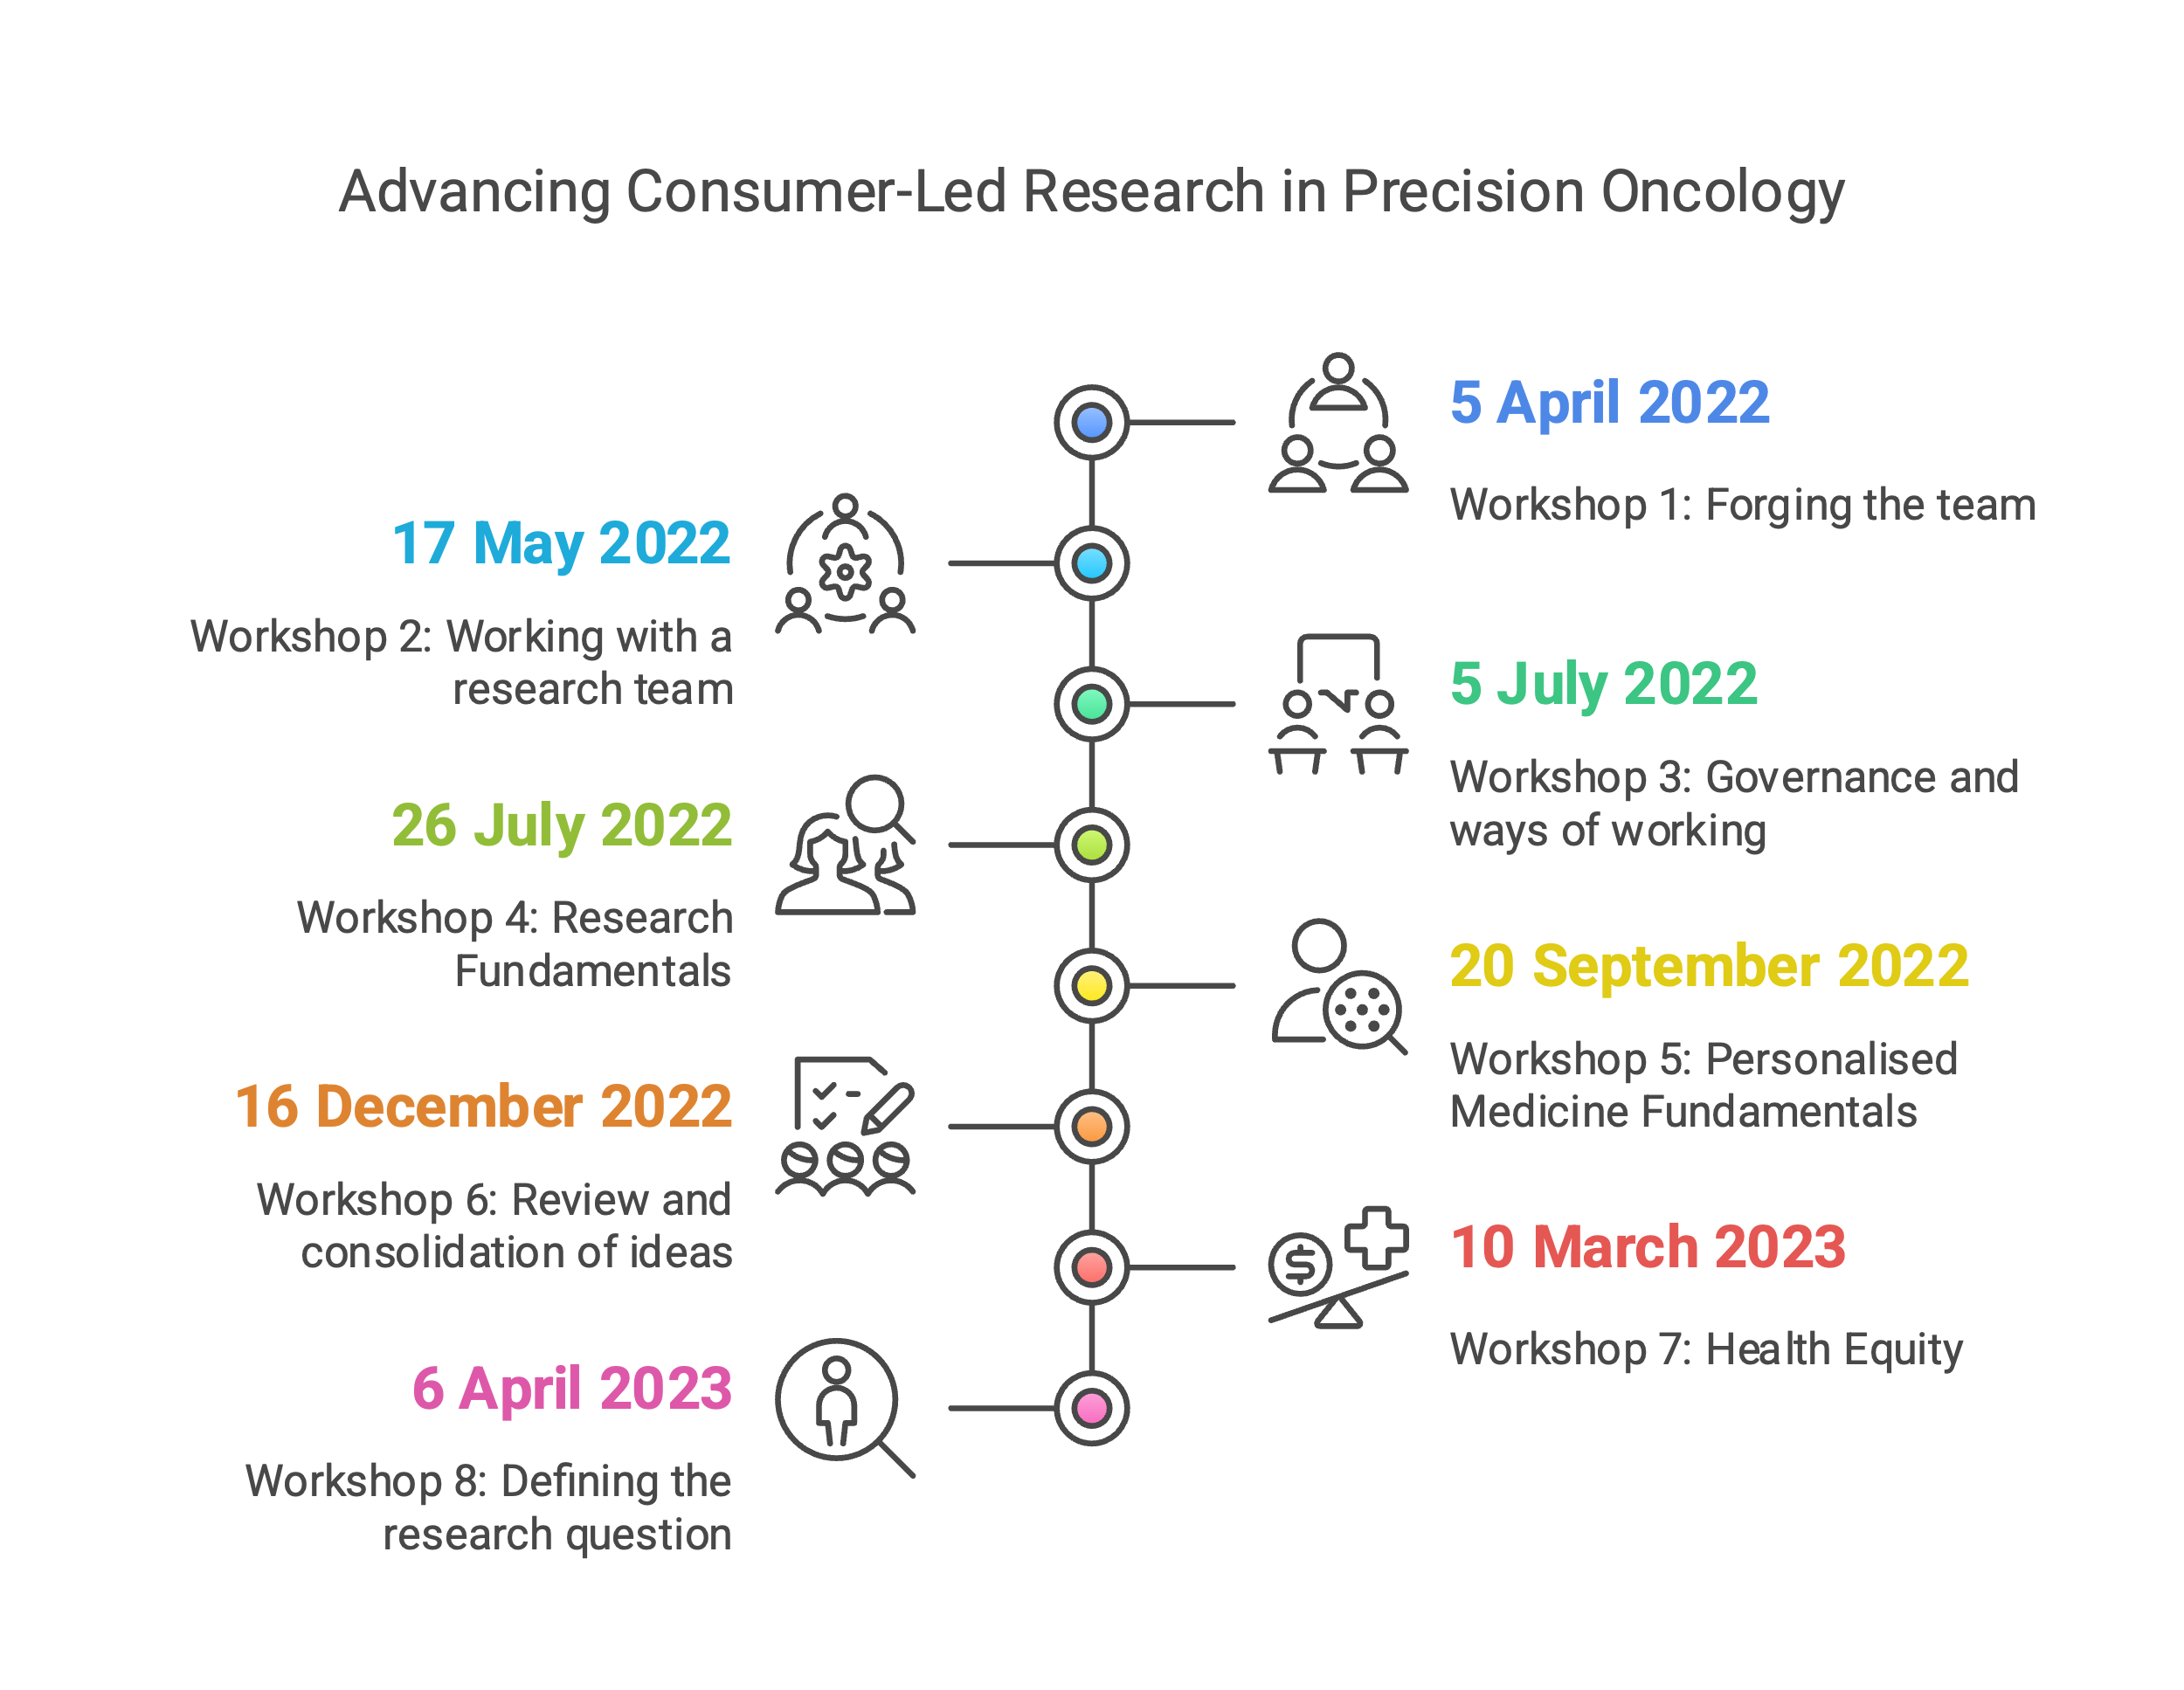 Advancing Consumer-Led Research in Precision Oncology
5 April 2022
Workshop 1: Forging the team
17 May 2022
Workshop 2: Working with a
research team
5 July 2022
Workshop 3: Governance and
ways of working
26 July 2022
Workshop 4: Research
Fundamentals
20 September 2022
Workshop 5: Personalised
Medicine Fundamentals
16 December 2022
Workshop 6: Review and
consolidation of ideas
$
10 March 2023
Workshop 7: Health Equity
6 April 2023
Workshop 8: Defining the
research question